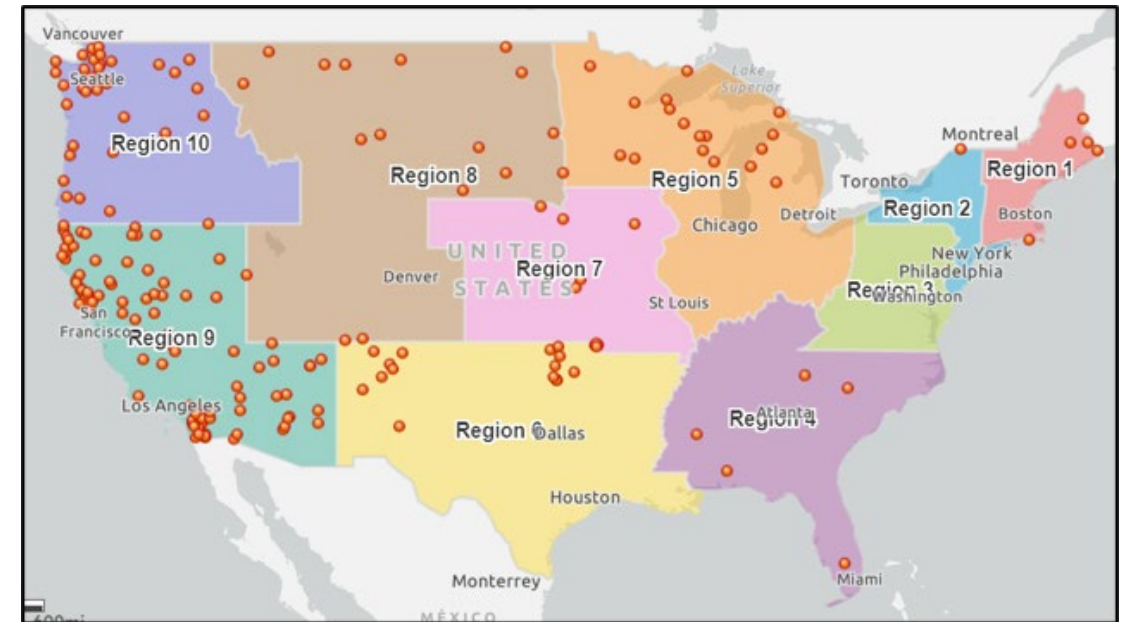 Vancouver
Seattle
Lake
Superior
Region 10
Montreal
Region 8
Region 5
Region 1
Toronto
Region 2
Chicago
Detroit
Boston
UNITED
STATES
Region 7
Denver
New York
Philadelphia
Region 3
Washington
St Louis
San
Francisco
Region 9
Los Angeles
Region 6
Dallas
Atlanta
Region 4
Houston
Monterrey
Miami
MÉXICO
600mi